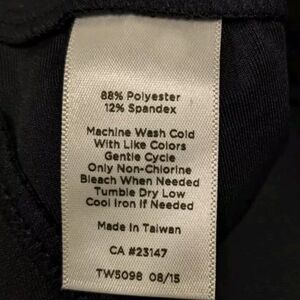 88% Polyester
12% Spandex
Machine Wash Cold
With Like Colors
Gentle Cycle
Only Non-Chlorine
Bleach When Needed
Tumble Dry Low
Cool Iron If Needed
Made In Taiwan
CA #23147
TW5098 08/15